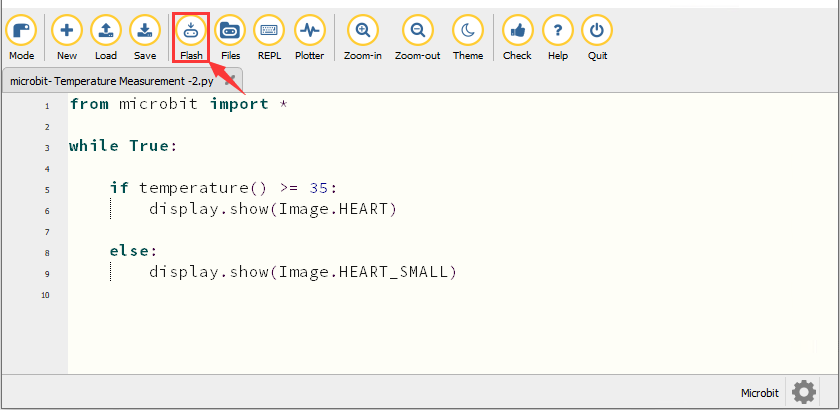 Mode New Load Save Flash Files REPL Plotter Zoom-in Zoom-out Theme Check Help Quit
microbit- Temperature Measurement -2.py
1 from microbit import *
2
3 while True:
4
5 if temperature() >= 35:
6 display.show(Image.HEART)
7
8 else:
9 display.show(Image.HEART_SMALL)
10
Microbit